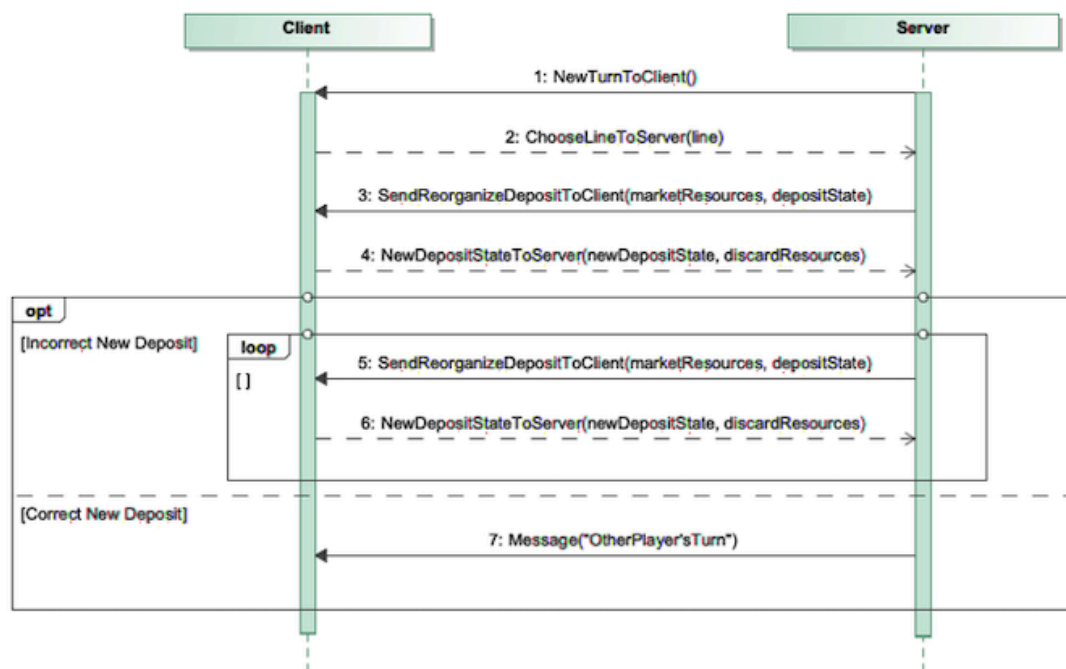 Client
Server
1: NewTurnToClient()
2: ChooseLineToServer(line)
3: SendReorganizeDepositToClient(marketResources, depositState)
4: NewDepositStateToServer(newDepositState, discardResources)
opt
[Incorrect New Deposit]
loop
[ ]
5: SendReorganizeDepositToClient(marketResources, depositState)
6: NewDepositStateToServer(newDepositState, discardResources)
[Correct New Deposit]
7: Message("OtherPlayer'sTurn")